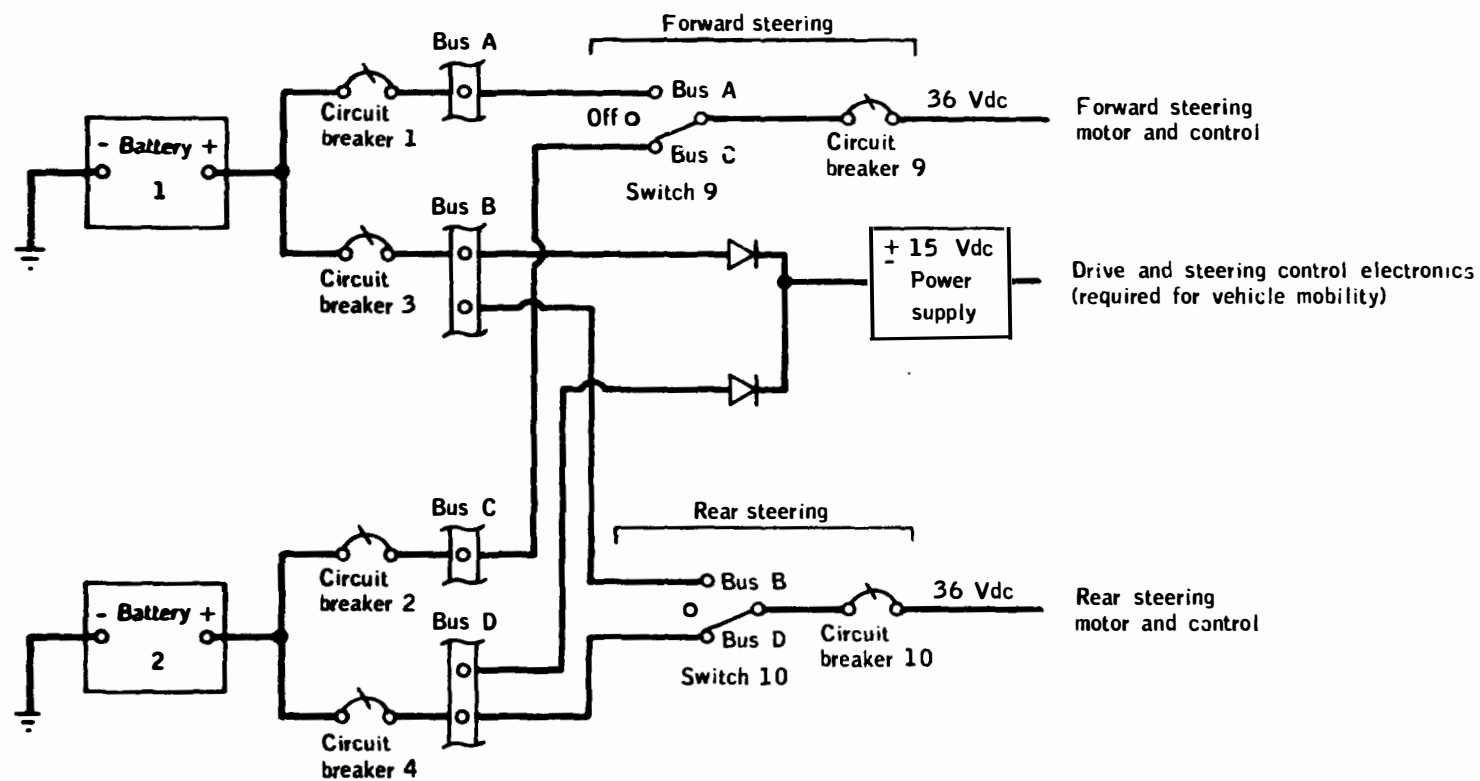 Forward steering
Bus A
Bus A
Circuit
breaker 1
Off
Bus C
Switch 9
Circuit
breaker 9
36 Vdc
Forward steering
motor and control
- Battery +
1
Bus B
Circuit
breaker 3
± 15 Vdc
Power
supply
Drive and steering control electronics
(required for vehicle mobility)
Bus C
Circuit
breaker 2
Rear steering
Bus B
Bus D
Switch 10
Circuit
breaker 10
36 Vdc
Rear steering
motor and control
- Battery +
2
Bus D
Circuit
breaker 4